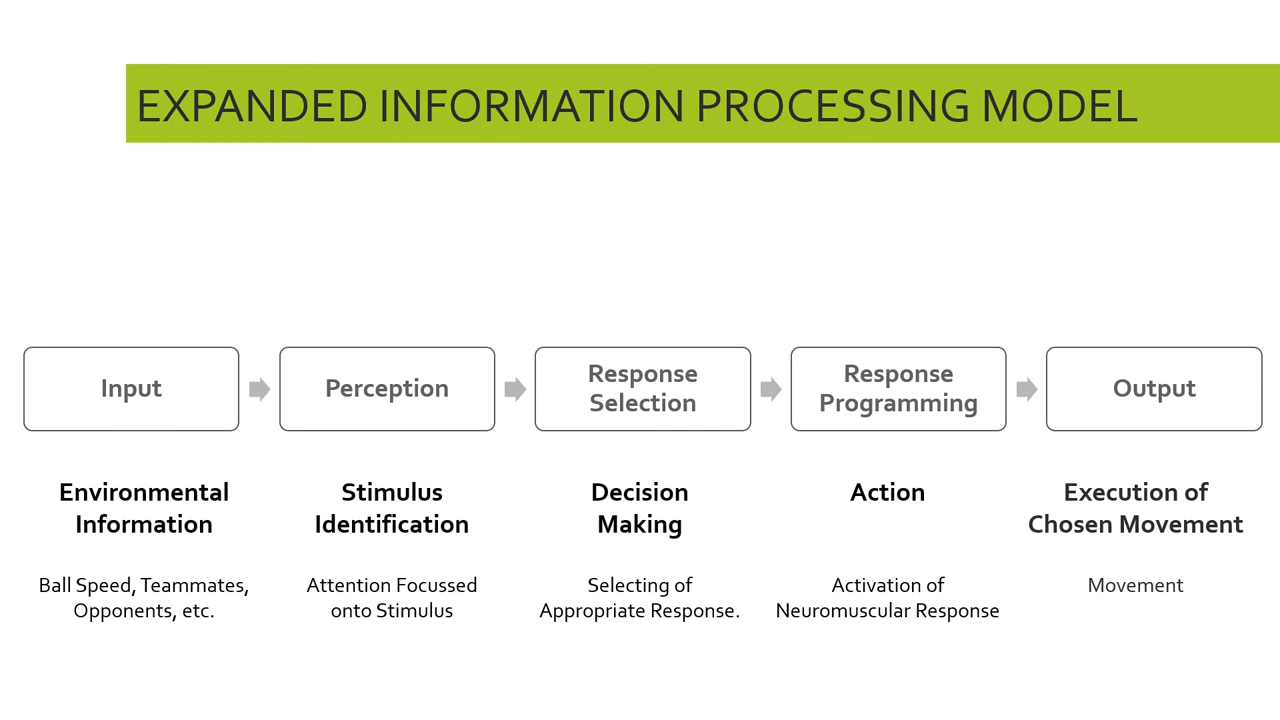 EXPANDED INFORMATION PROCESSING MODEL
Input
Perception
Response
Selection
Response
Programming
Output
Environmental
Information
Stimulus
Identification
Decision
Making
Action
Execution of
Chosen Movement
Ball Speed, Teammates,
Opponents, etc.
Attention Focussed
onto Stimulus
Selecting of
Appropriate Response.
Activation of
Neuromuscular Response
Movement